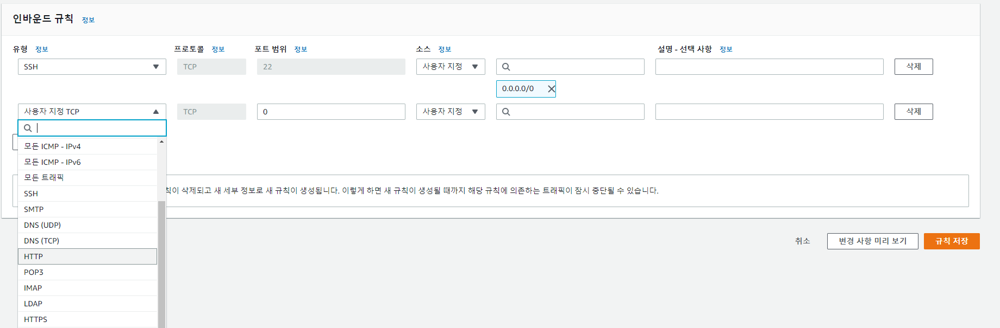 인바운드 규칙 정보
유형 정보 프로토콜 정보 포트 범위 정보 소스 정보 설명 - 선택 사항 정보
SSH TCP 22 사용자 지정 삭제
0.0.0.0/0
사용자 지정 TCP TCP 0 사용자 지정 삭제
모든 ICMP - IPv4
모든 ICMP - IPv6
모든 트래픽
칙이 삭제되고 새 세부 정보로 새 규칙이 생성됩니다. 이렇게 하면 새 규칙이 생성될 때까지 해당 규칙에 의존하는 트래픽이 잠시 중단될 수 있습니다.
SSH
SMTP
DNS (UDP)
DNS (TCP)
취소 변경 사항 미리 보기 규칙 저장
HTTP
POP3
IMAP
LDAP
HTTPS